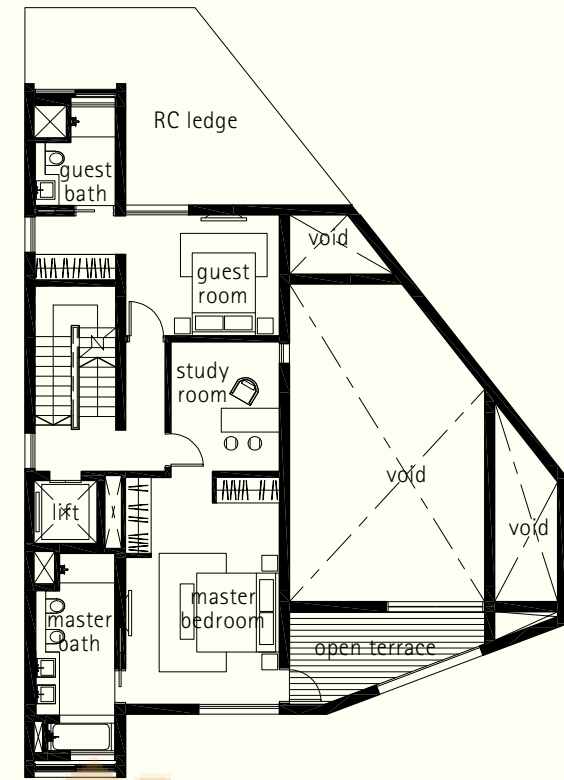 RC ledge
guest
bath
void
guest
room
study
room
void
lift
void
master
bath
master
bedroom
open terrace